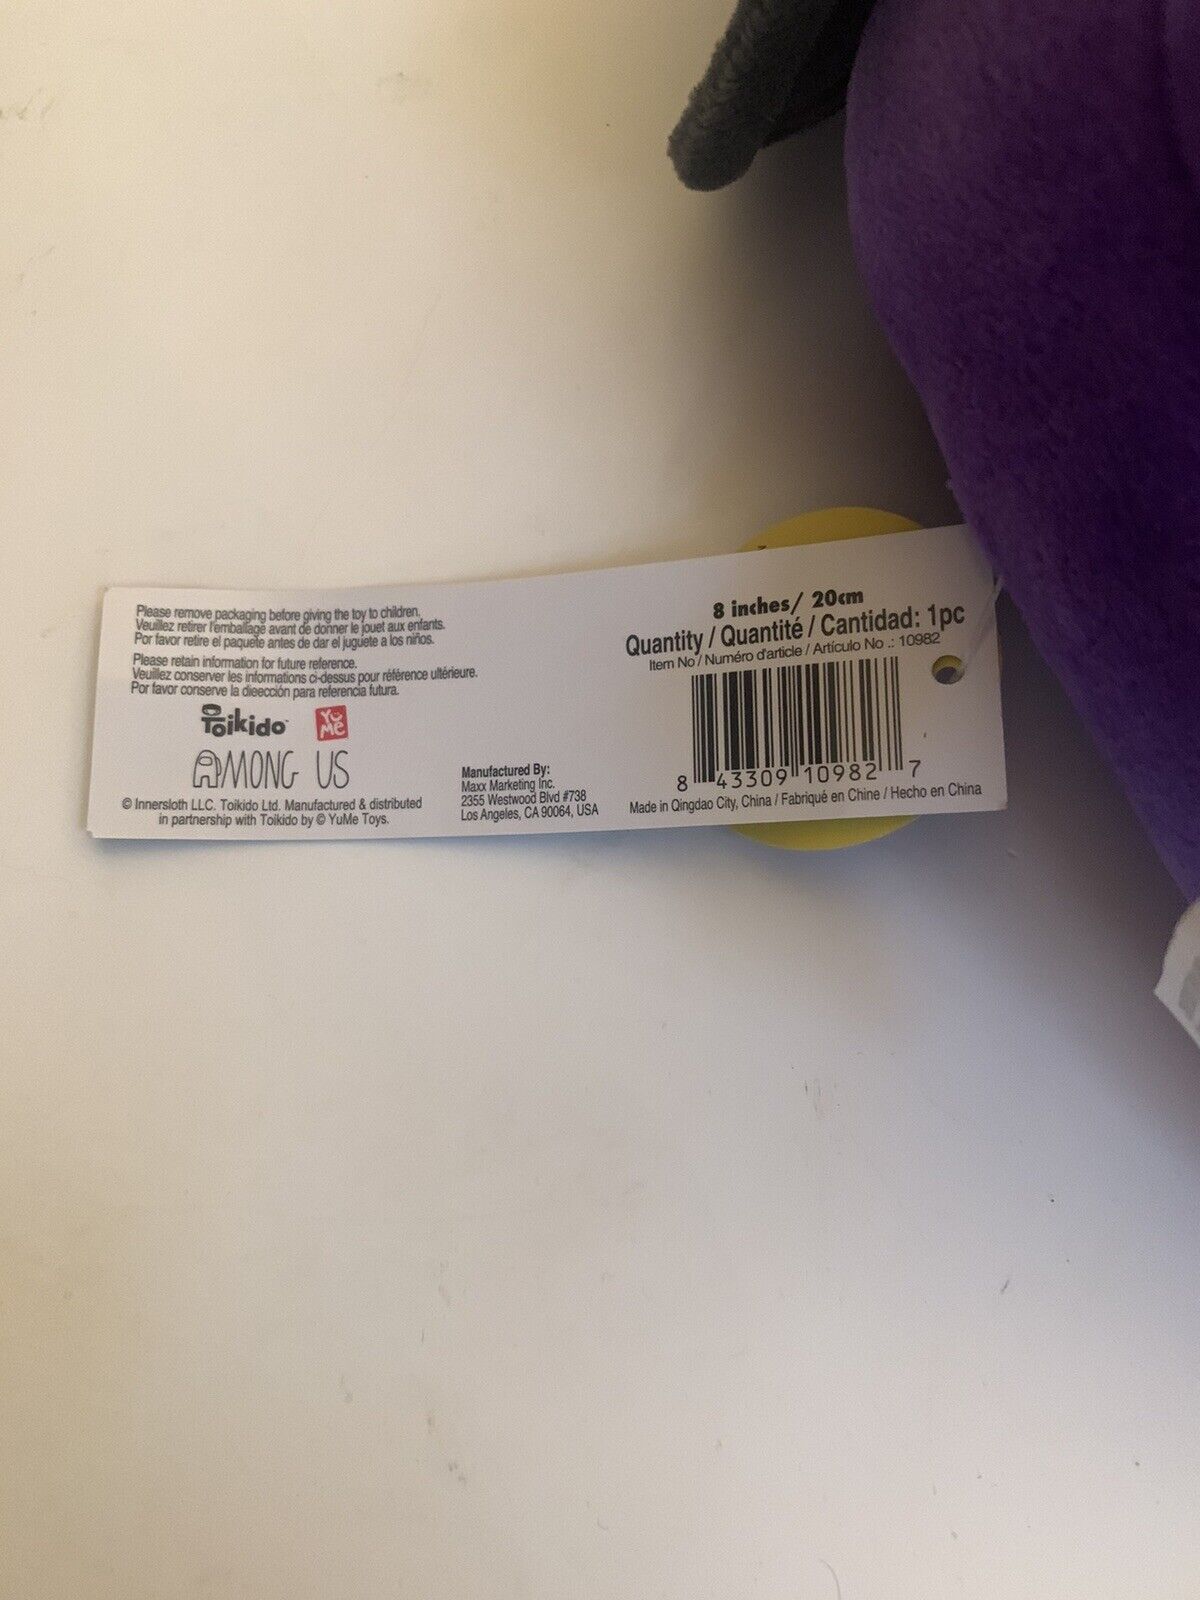 Please remove packaging before giving the toy to children.
Veuillez retirer l'emballage avant de donner le jouet aux enfants.
Por favor retire el paquete antes de dar el juguete a los niños.
Please retain information for future reference.
Veuillez conserver les informations ci-dessus pour référence ultérieure.
Por favor conserve la dieección para referencia futura.
Toikido
YUME
AMONG US
© Innersloth LLC. Toikido Ltd. Manufactured & distributed
in partnership with Toikido by © YuMe Toys.
Manufactured By:
Maxx Marketing Inc.
2355 Westwood Blvd #738
Los Angeles, CA 90064, USA
8 inches/ 20cm
Quantity / Quantité / Cantidad: 1pc
Item No / Numéro d'article / Artículo No .: 10982
8 43309 10982 7
Made in Qingdao City, China / Fabriqué en Chine / Hecho en China